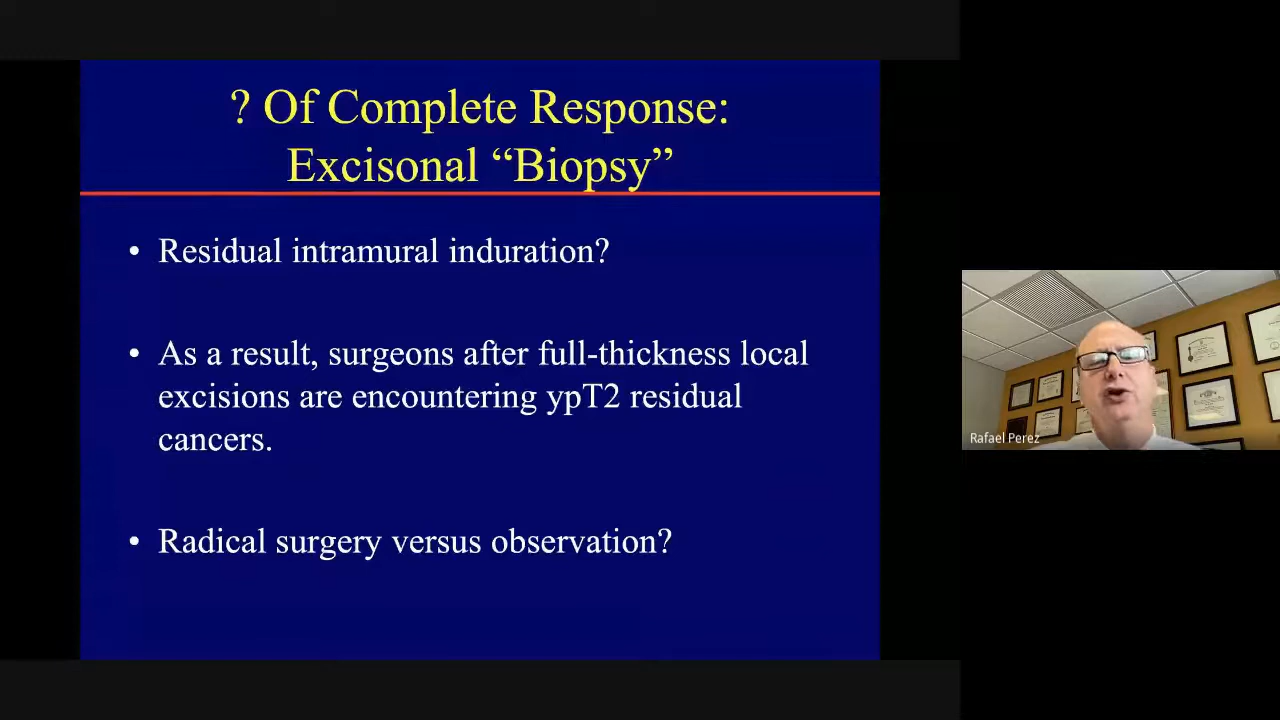 ? Of Complete Response:
Excisonal “Biopsy”
• Residual intramural induration?
• As a result, surgeons after full-thickness local
excisions are encountering ypT2 residual
cancers.
• Radical surgery versus observation?
Rafael Perez